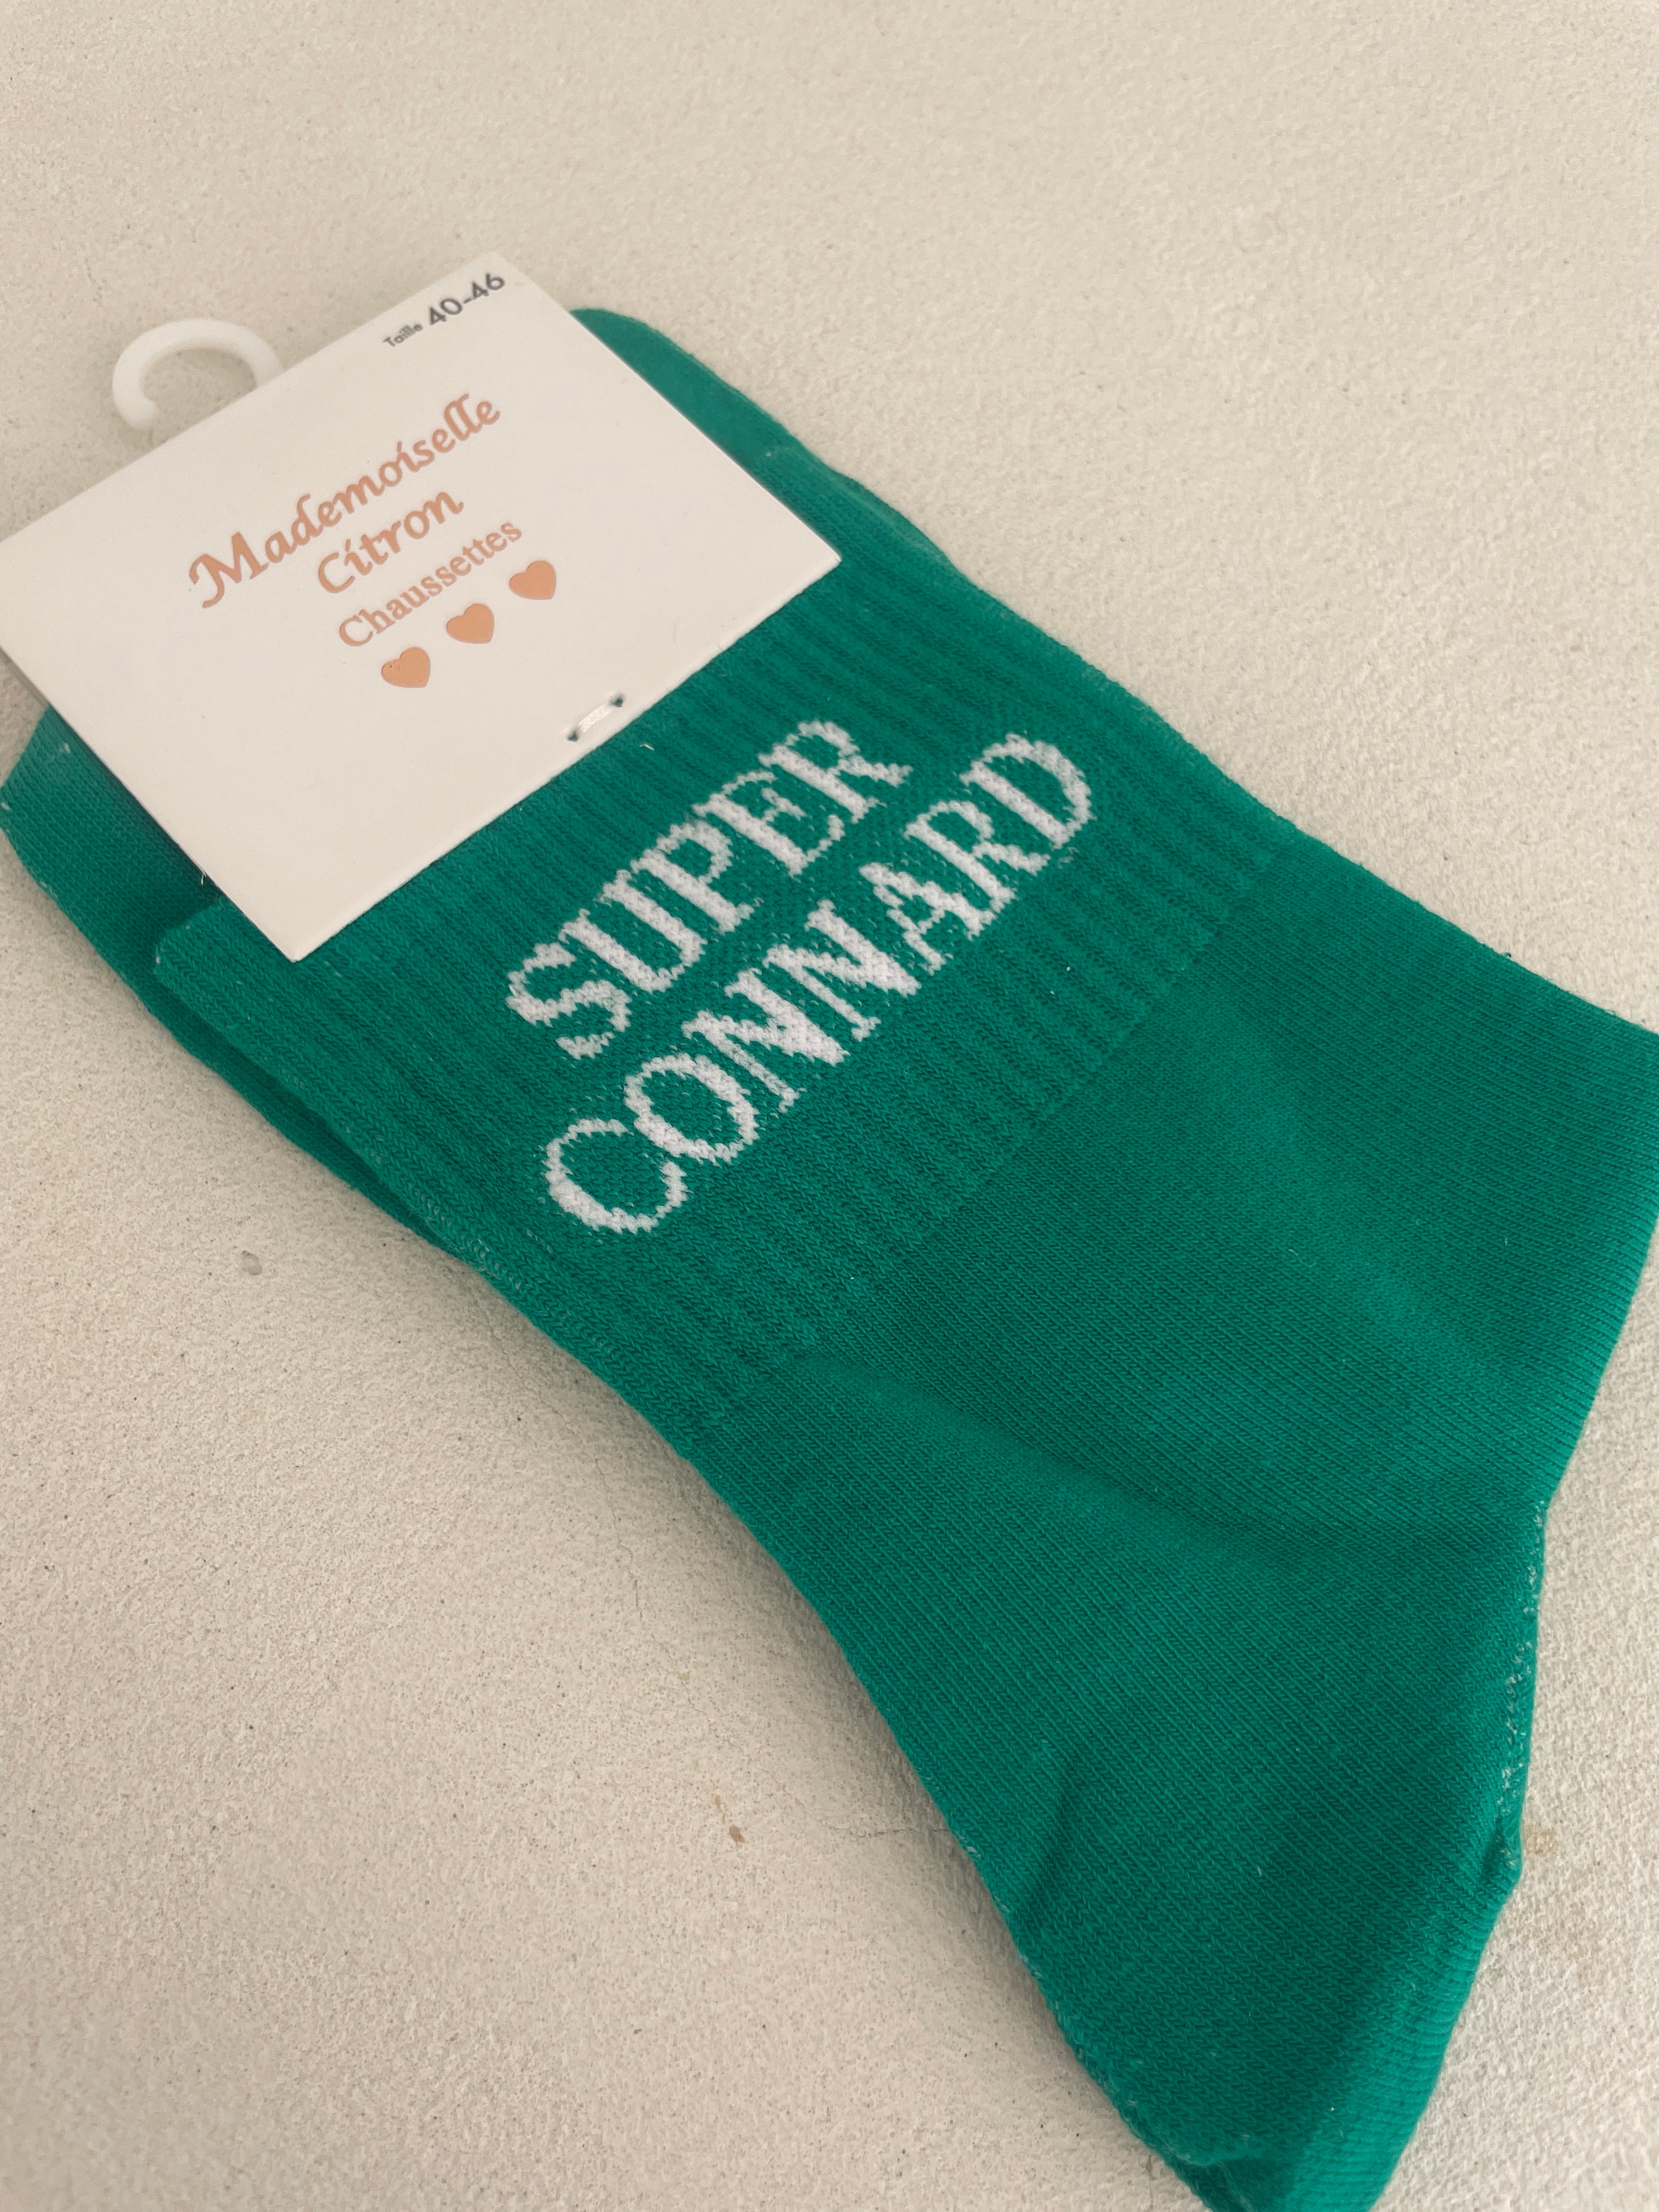 Taille 40-46
Mademoiselle
Citron
Chaussettes
SUPER
CONNARD